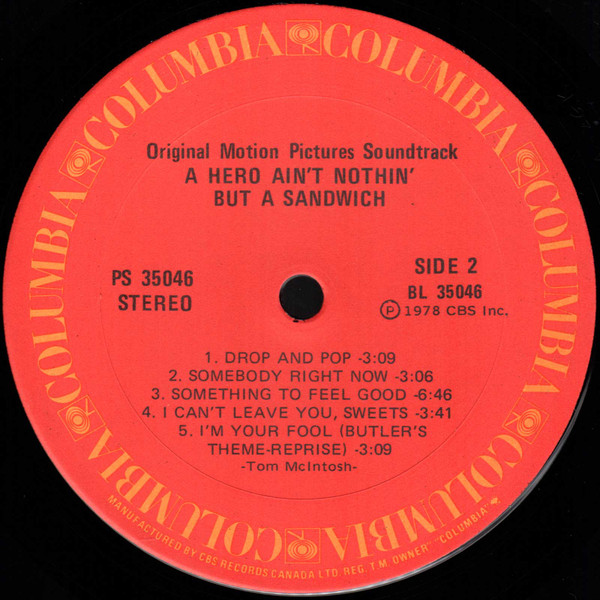 COLUMBIA COLUMBIA COLUMBIA COLUMBIA COLUMBIA COLUMBIA COLUMBIA COLUMBIA
Original Motion Pictures Soundtrack
A HERO AIN'T NOTHIN'
BUT A SANDWICH
PS 35046
STEREO
SIDE 2
BL 35046
Ⓟ 1978 CBS Inc.
1. DROP AND POP -3:09
2. SOMEBODY RIGHT NOW -3:06
3. SOMETHING TO FEEL GOOD -6:46
4. I CAN'T LEAVE YOU, SWEETS -3:41
5. I'M YOUR FOOL (BUTLER'S
THEME-REPRISE) -3:09
-Tom McIntosh-
MANUFACTURED BY CBS RECORDS CANADA LTD. REG. T.M. OWNER "COLUMBIA"